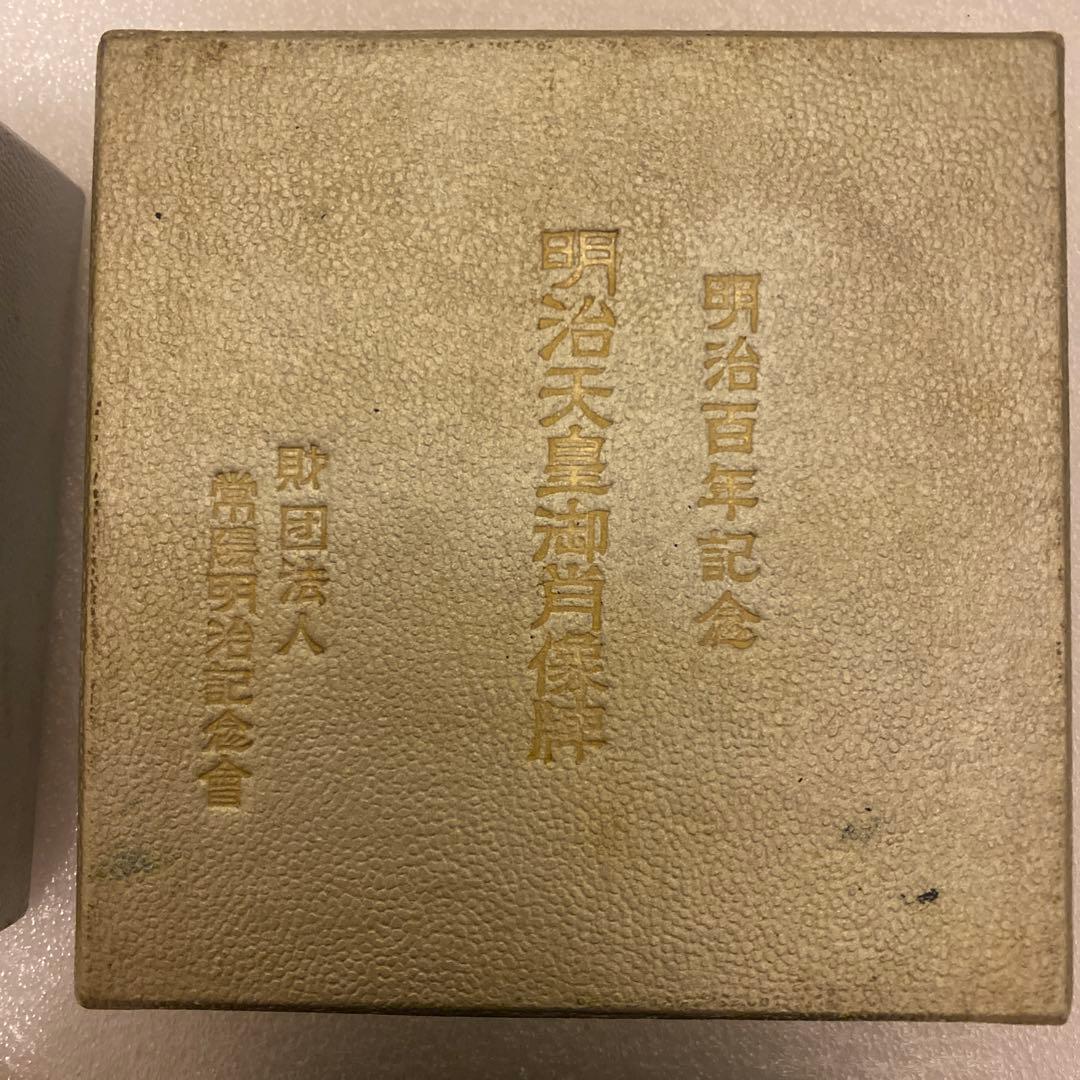 明治百年記念
明治天皇御肖像牌
財団法人
常陸明治記念會